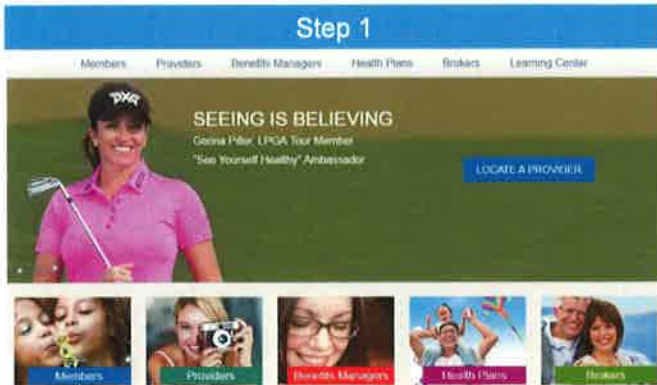 Step 1
Members Providers Benefits Managers Health Plans Brokers Learning Center
PXG
SEEING IS BELIEVING
Gerina Piller, LPGA Tour Member
"See Yourself Healthy" Ambassador
LOCATE A PROVIDER
Members Providers Benefits Managers Health Plans Brokers